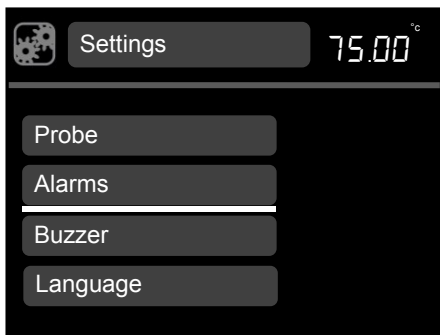 Settings
75.00 °c
Probe
Alarms
Buzzer
Language